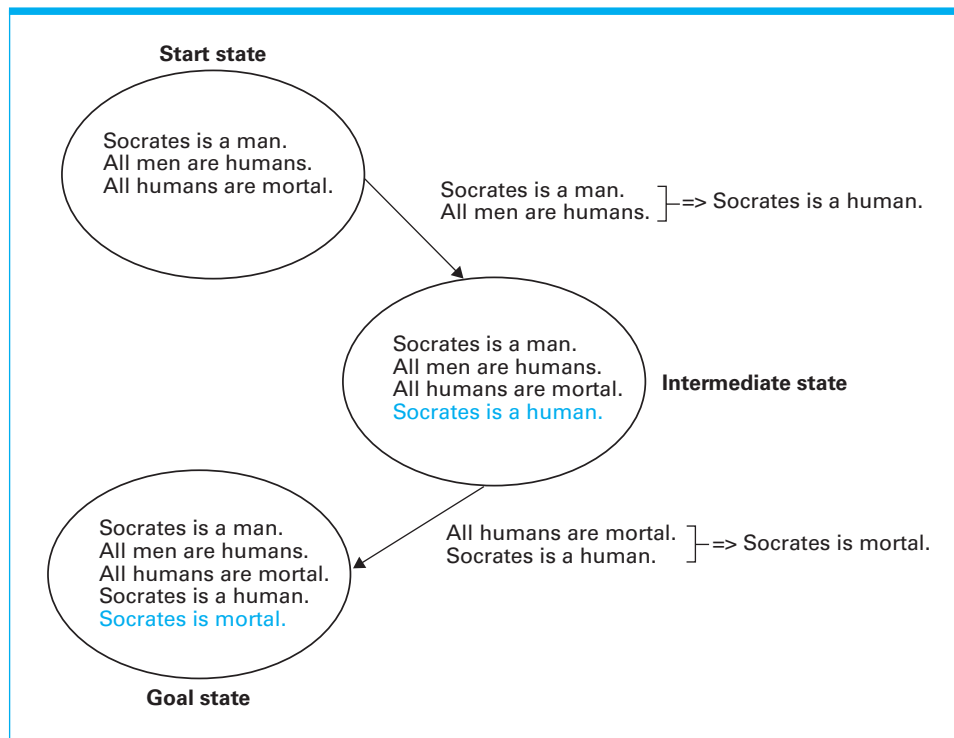 Start state
Socrates is a man.
All men are humans.
All humans are mortal.
Socrates is a man.
All men are humans.
=> Socrates is a human.
Socrates is a man.
All men are humans.
All humans are mortal.
Socrates is a human.
Intermediate state
All humans are mortal.
Socrates is a human.
=> Socrates is mortal.
Socrates is a man.
All men are humans.
All humans are mortal.
Socrates is a human.
Socrates is mortal.
Goal state